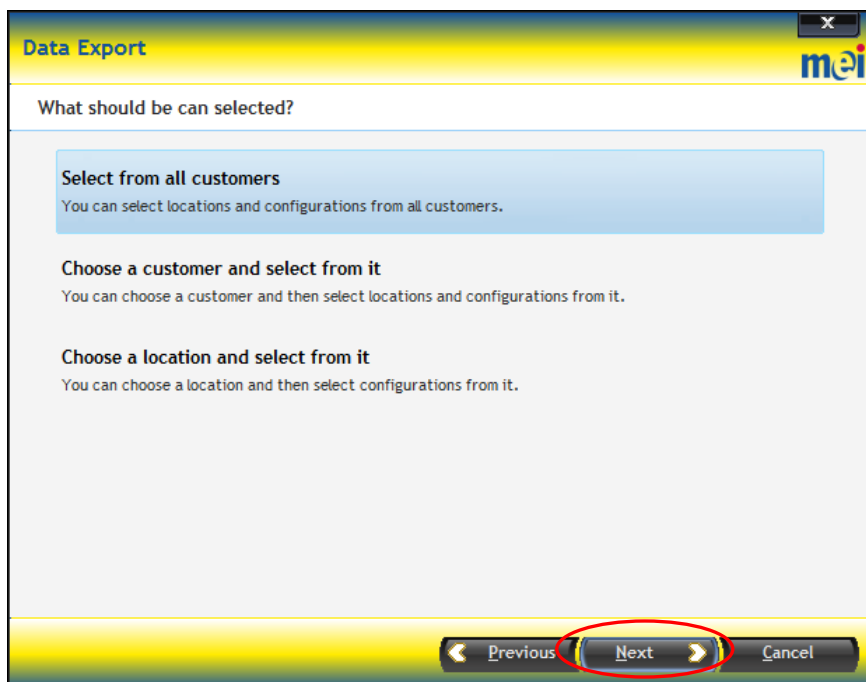 X
Data Export
mei
What should be can selected?
Select from all customers
You can select locations and configurations from all customers.
Choose a customer and select from it
You can choose a customer and then select locations and configurations from it.
Choose a location and select from it
You can choose a location and then select configurations from it.
Previous Next Cancel